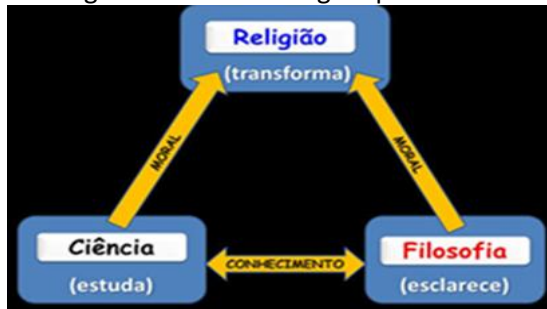 Religião
(transforma)
MORAL
MORAL
Ciência
(estuda)
CONHECIMENTO
Filosofia
(esclarece)